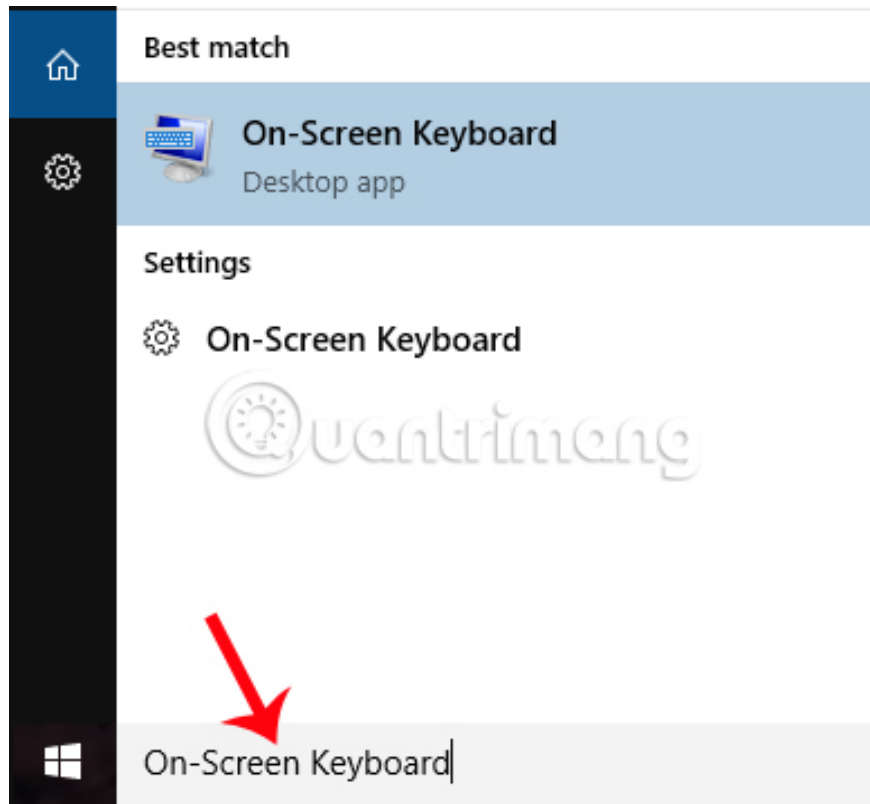 Best match
On-Screen Keyboard
Desktop app
Settings
On-Screen Keyboard
Quantrimang
On-Screen Keyboard